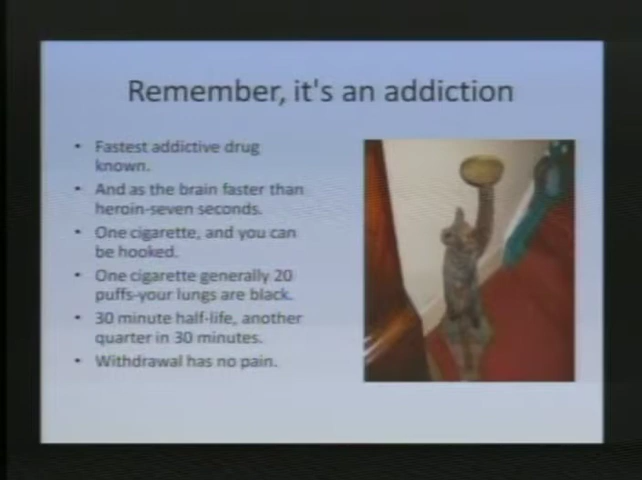 Remember, it's an addiction
• Fastest addictive drug
known.
• And as the brain faster than
heroin-seven seconds.
• One cigarette, and you can
be hooked.
• One cigarette generally 20
puffs-your lungs are black.
• 30 minute half-life, another
quarter in 30 minutes.
• Withdrawal has no pain.